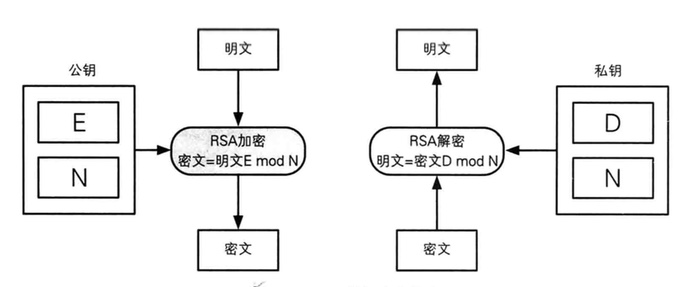 明文
公钥
E
N
RSA加密
密文=明文E mod N
密文
明文
私钥
D
N
RSA解密
明文=密文D mod N
密文